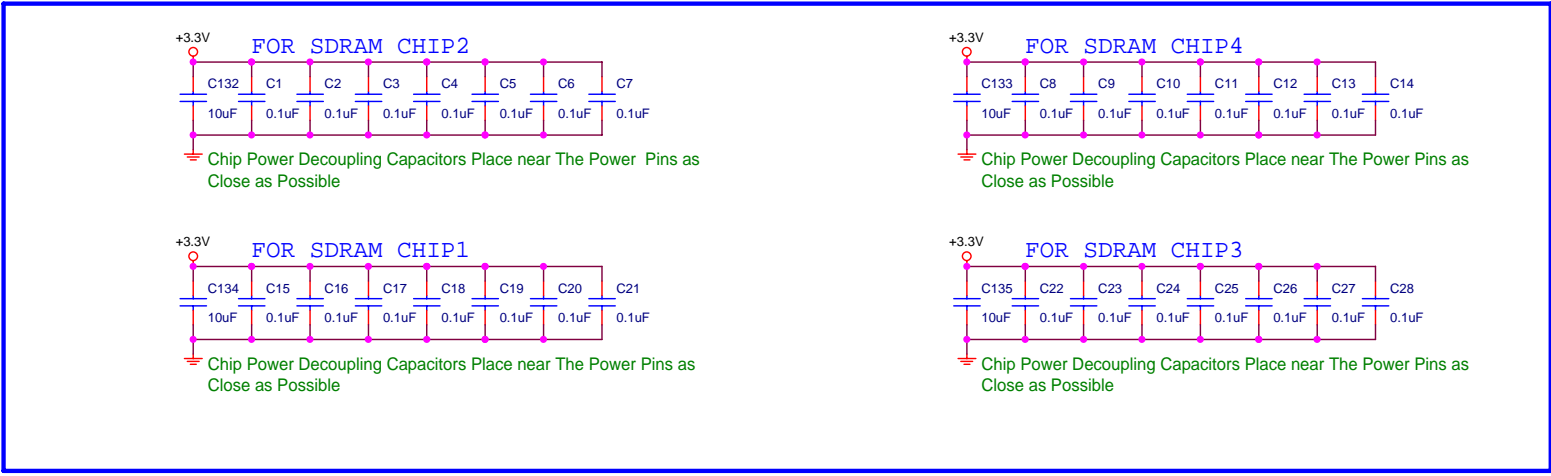 +3.3V
FOR SDRAM CHIP2
C132 C1 C2 C3 C4 C5 C6 C7
10uF 0.1uF 0.1uF 0.1uF 0.1uF 0.1uF 0.1uF 0.1uF
Chip Power Decoupling Capacitors Place near The Power  Pins as
Close as Possible
+3.3V
FOR SDRAM CHIP4
C133 C8 C9 C10 C11 C12 C13 C14
10uF 0.1uF 0.1uF 0.1uF 0.1uF 0.1uF 0.1uF 0.1uF
Chip Power Decoupling Capacitors Place near The Power Pins as
Close as Possible
+3.3V
FOR SDRAM CHIP1
C134 C15 C16 C17 C18 C19 C20 C21
10uF 0.1uF 0.1uF 0.1uF 0.1uF 0.1uF 0.1uF 0.1uF
Chip Power Decoupling Capacitors Place near The Power Pins as
Close as Possible
+3.3V
FOR SDRAM CHIP3
C135 C22 C23 C24 C25 C26 C27 C28
10uF 0.1uF 0.1uF 0.1uF 0.1uF 0.1uF 0.1uF 0.1uF
Chip Power Decoupling Capacitors Place near The Power Pins as
Close as Possible